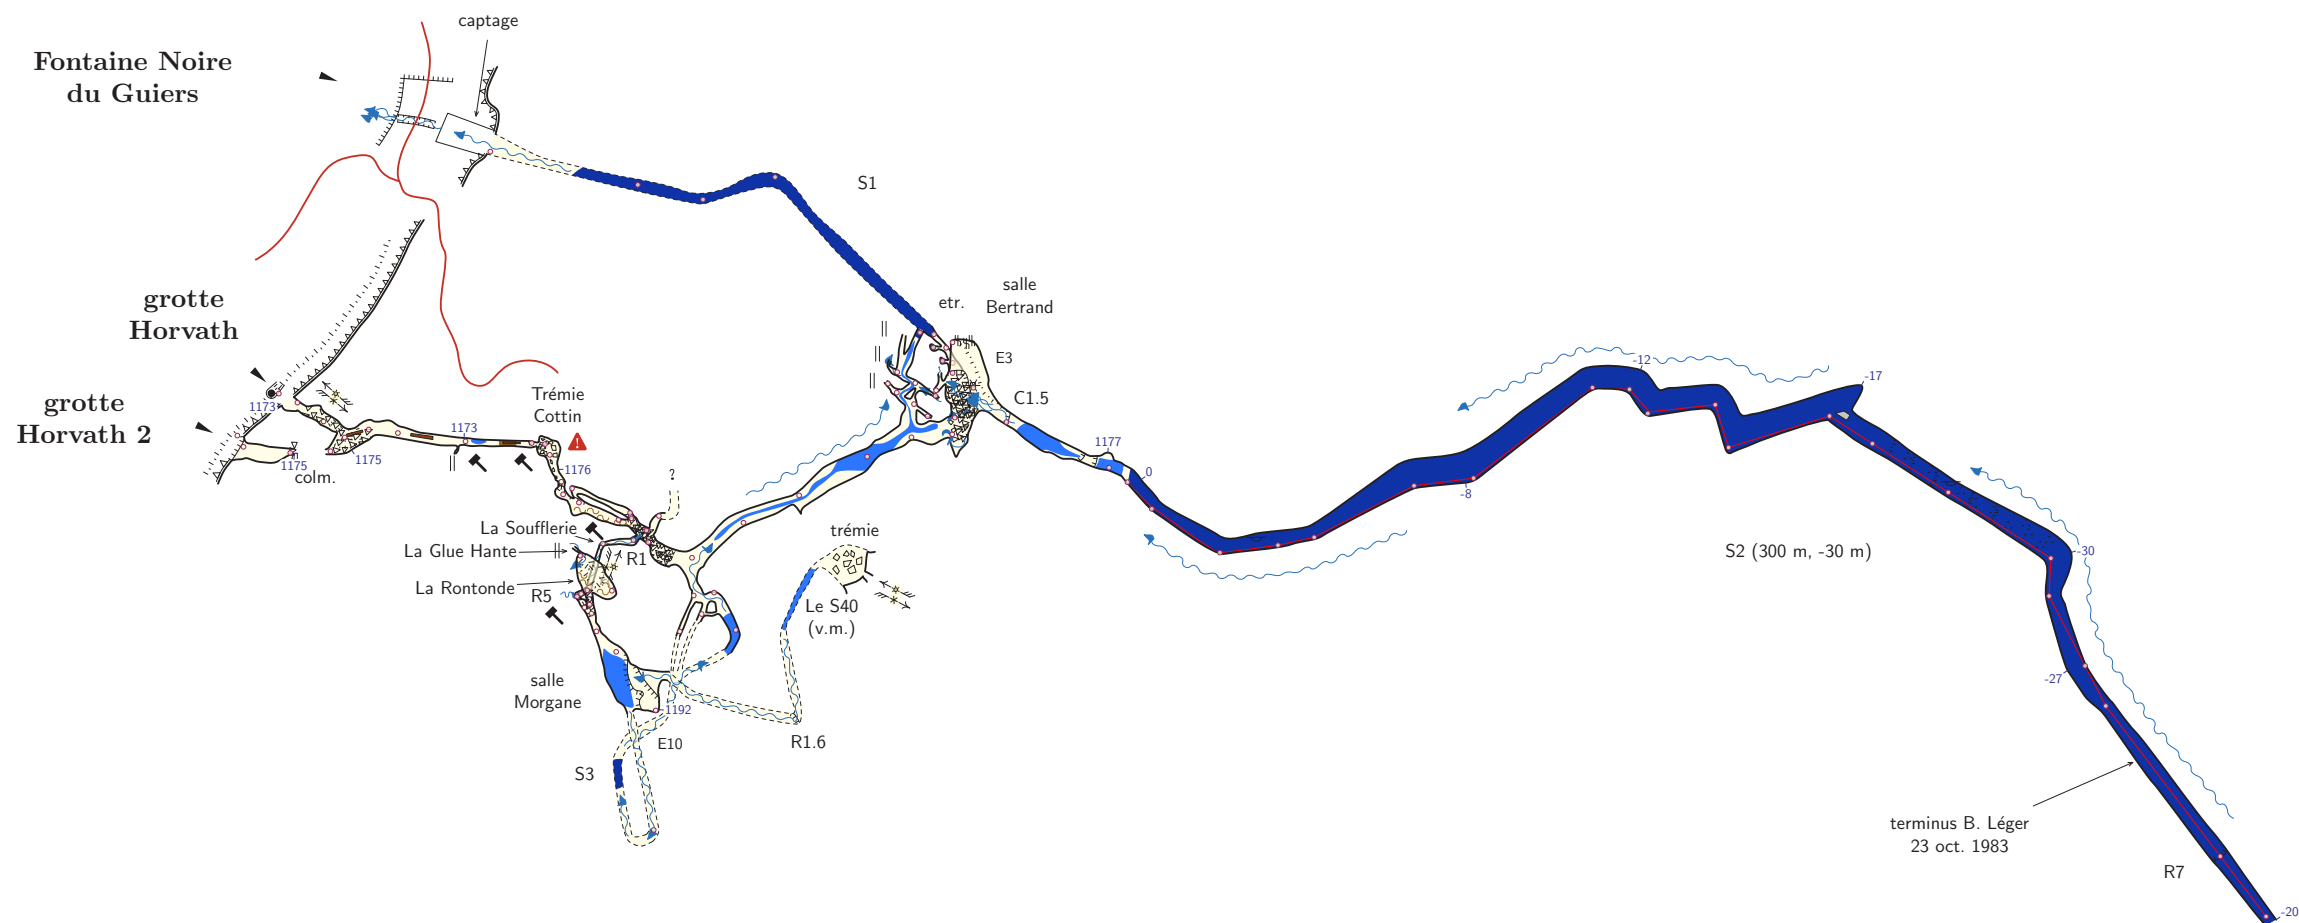 captage
Fontaine Noire
du Guiers
S1
grotte
Horvath
salle
Bertrand
etr.
||
||
||
E3
-12
-17
C1.5
Trémie
Cottin
1173
grotte
Horvath 2
1173
!
1177
0
1175
1175
colm.
||
1176
?
-8
La Soufflerie
trémie
La Glue Hante
||
R1
-30
S2 (300 m, -30 m)
La Rontonde
R5
Le S40
(v.m.)
-27
salle
Morgane
1192
E10
R1.6
S3
terminus B. Léger
23 oct. 1983
R7
-20